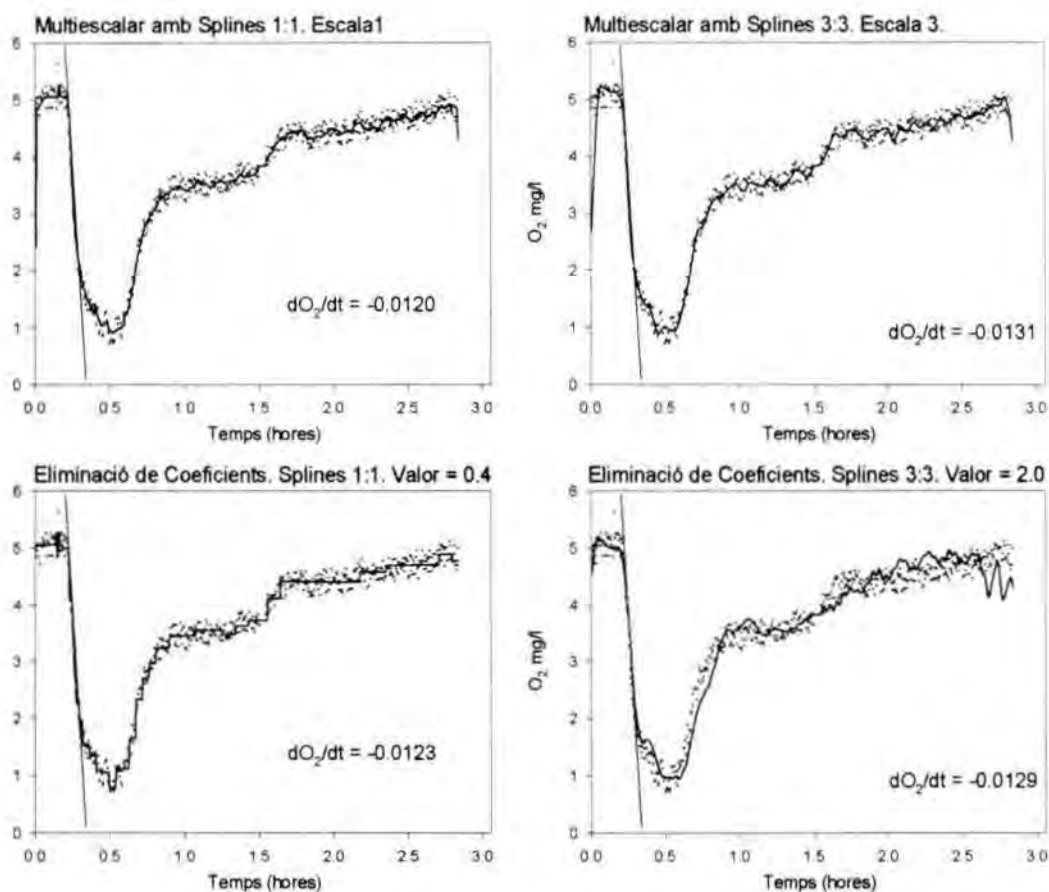 Multiescalar amb Splines 1:1. Escala1
6
5
4
3
2
1
0
dO₂/dt = -0.0120
0.0 0.5 1.0 1.5 2.0 2.5 3.0
Temps (hores)
Multiescalar amb Splines 3:3. Escala 3.
O₂ mg/l
6
5
4
3
2
1
0
dO₂/dt = -0.0131
0.0 0.5 1.0 1.5 2.0 2.5 3.0
Temps (hores)
Eliminació de Coeficients. Splines 1:1. Valor = 0.4
6
5
4
3
2
1
0
dO₂/dt = -0.0123
0.0 0.5 1.0 1.5 2.0 2.5 3.0
Temps (hores)
Eliminació de Coeficients. Splines 3:3. Valor = 2.0
O₂ mg/l
6
5
4
3
2
1
0
dO₂/dt = -0.0129
0.0 0.5 1.0 1.5 2.0 2.5 3.0
Temps (hores)